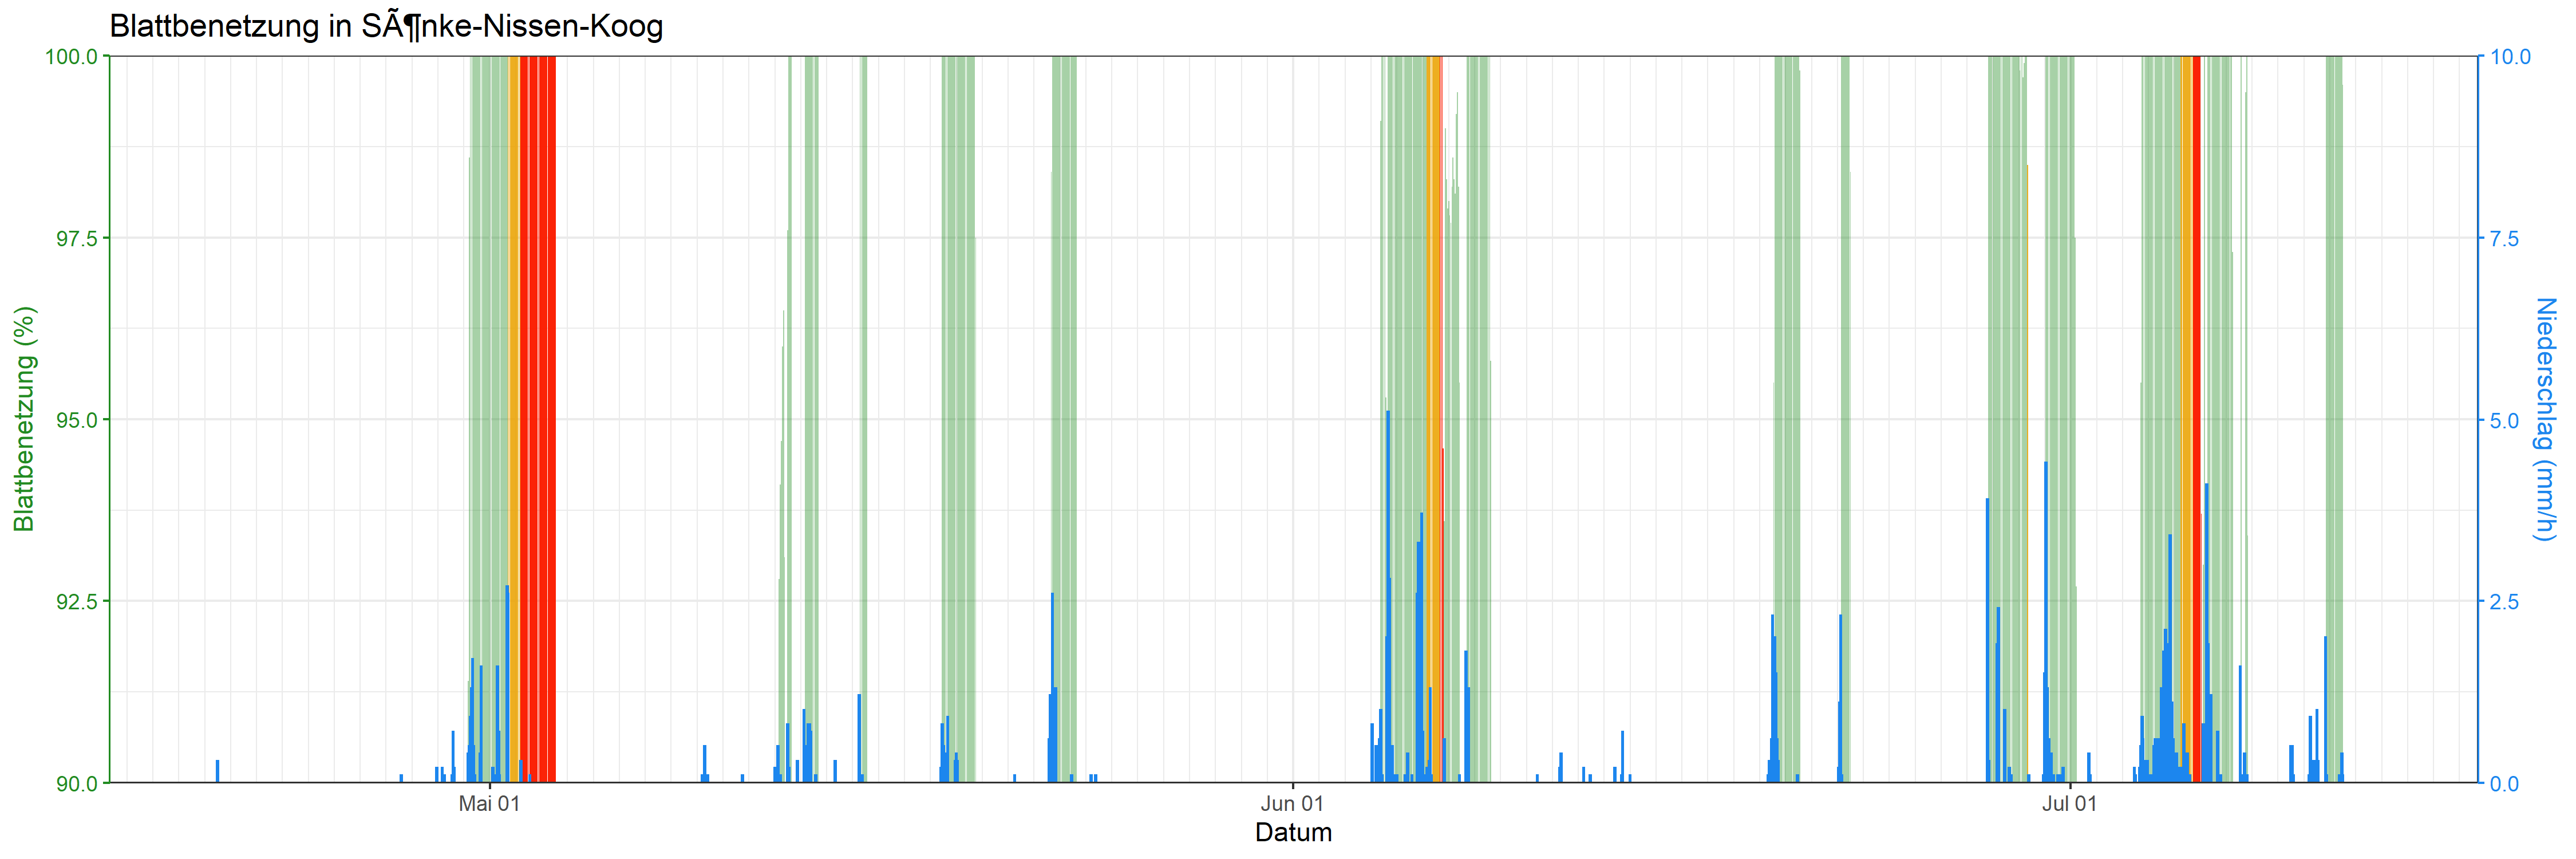 Blattbenetzung in SÃ¶nke-Nissen-Koog
100.0
97.5
95.0
92.5
90.0
Blattbenetzung (%)
10.0
7.5
5.0
2.5
0.0
Niederschlag (mm/h)
Mai 01
Jun 01
Jul 01
Datum